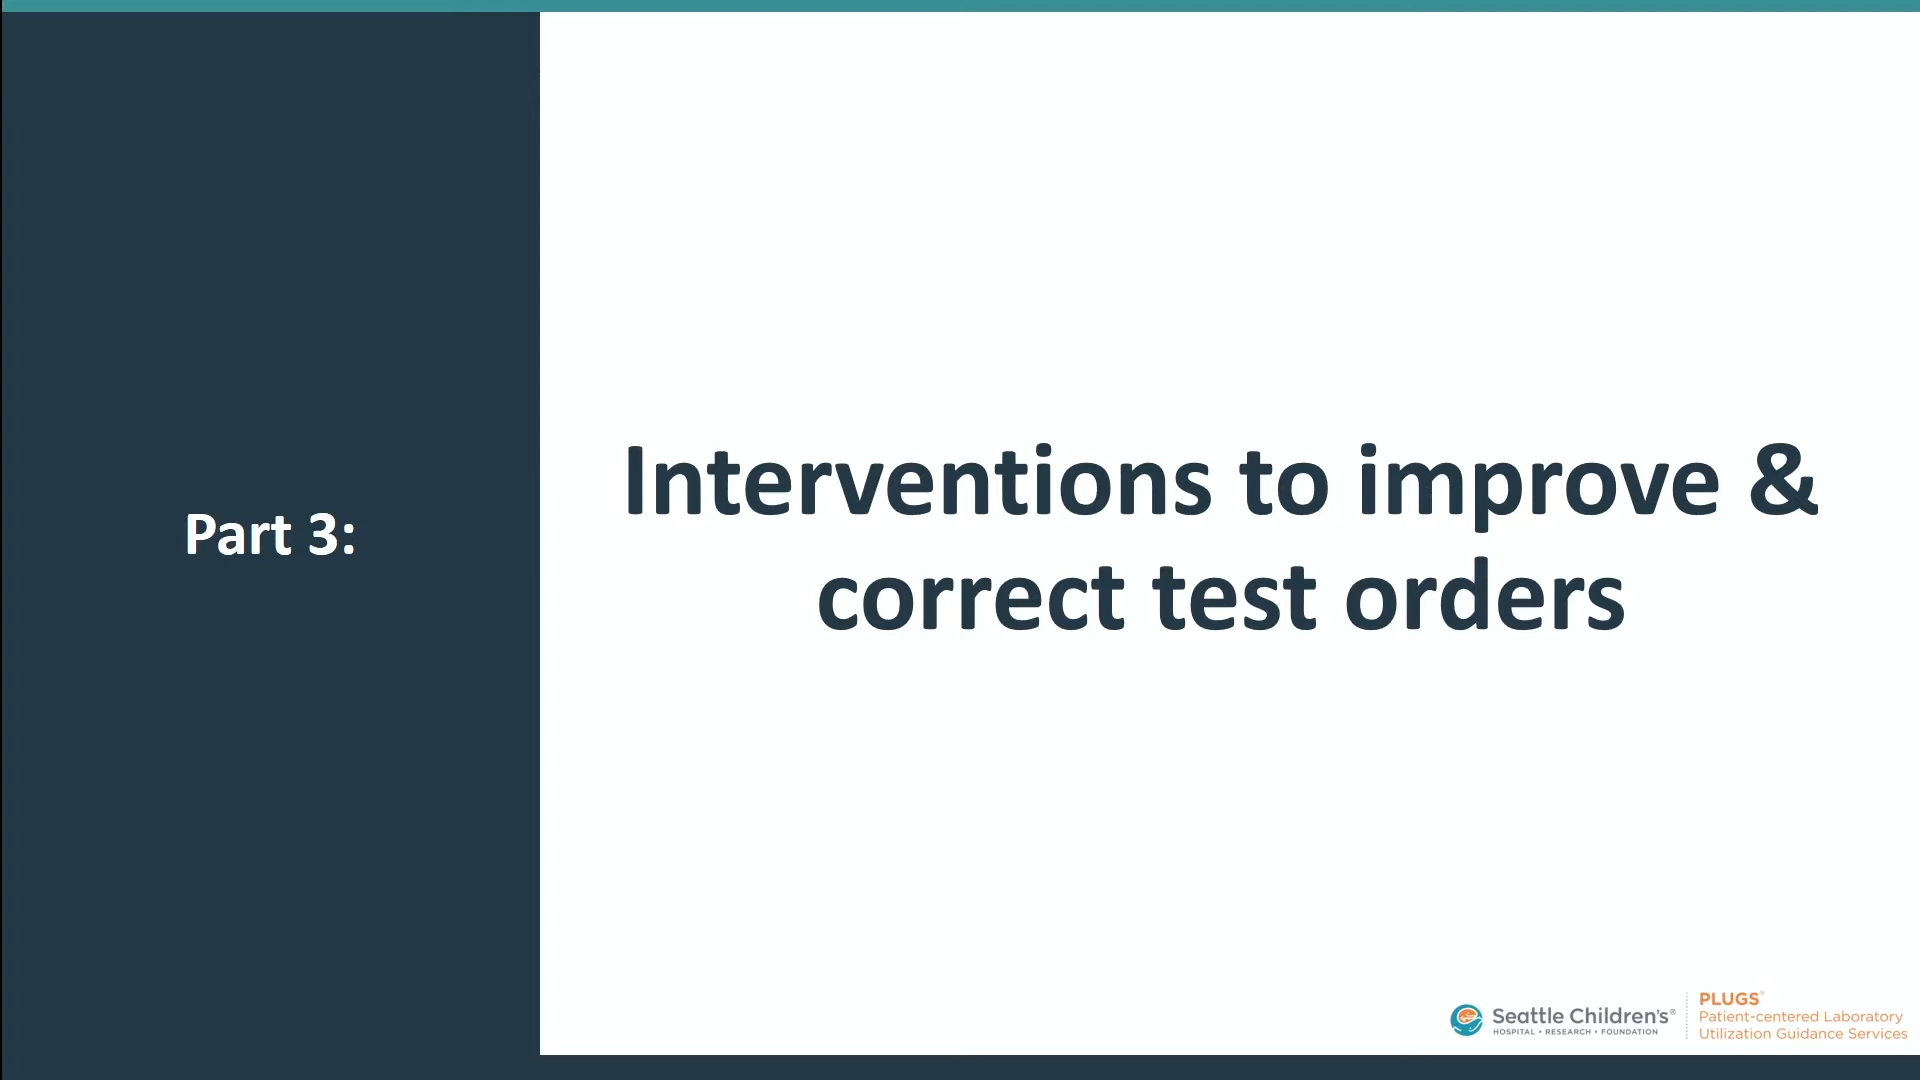 Part 3:
Interventions to improve &
correct test orders
Seattle Children's®
HOSPITAL • RESEARCH • FOUNDATION
PLUGS®
Patient-centered Laboratory
Utilization Guidance Services